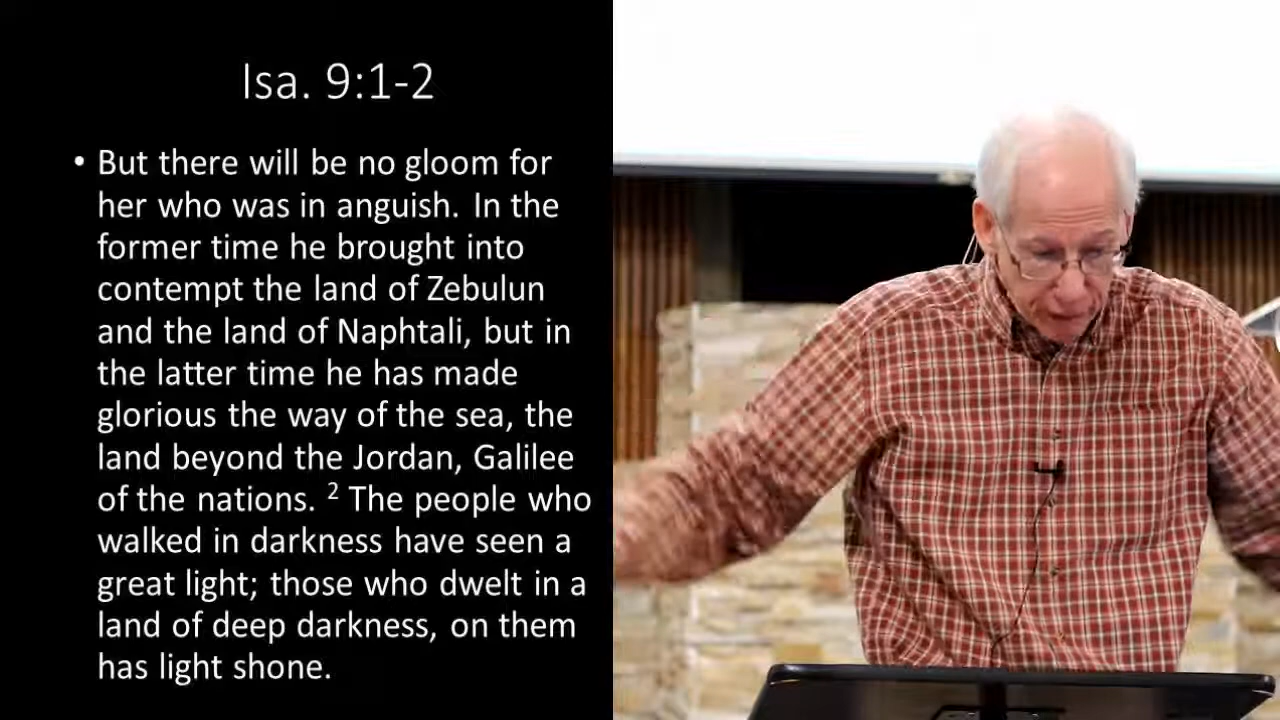 Isa. 9:1-2
• But there will be no gloom for
her who was in anguish. In the
former time he brought into
contempt the land of Zebulun
and the land of Naphtali, but in
the latter time he has made
glorious the way of the sea, the
land beyond the Jordan, Galilee
of the nations. ² The people who
walked in darkness have seen a
great light; those who dwelt in a
land of deep darkness, on them
has light shone.